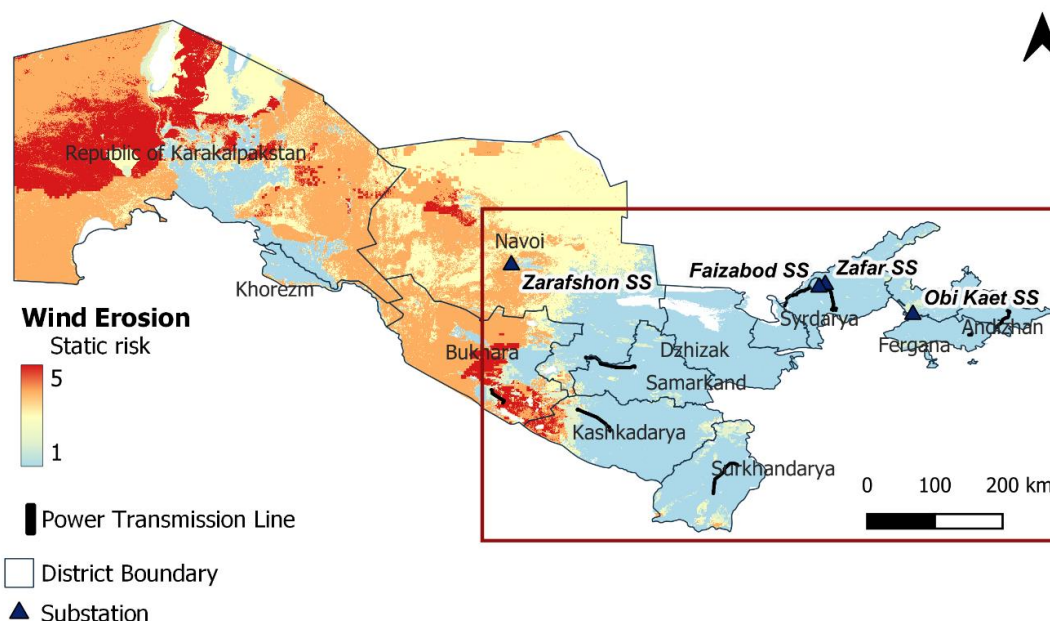 Republic of Karakalpakstan
Navoi
Zarafshon SS
Faizabod SS
Zafar SS
Obi Kaet SS
Khorezm
Syrdarya
Andizhan
Fergana
Bukhara
Dzhizak
Samarkand
Kashkadarya
Surkhandarya
Wind Erosion
Static risk
5
1
0 100 200 km
Power Transmission Line
District Boundary
Substation